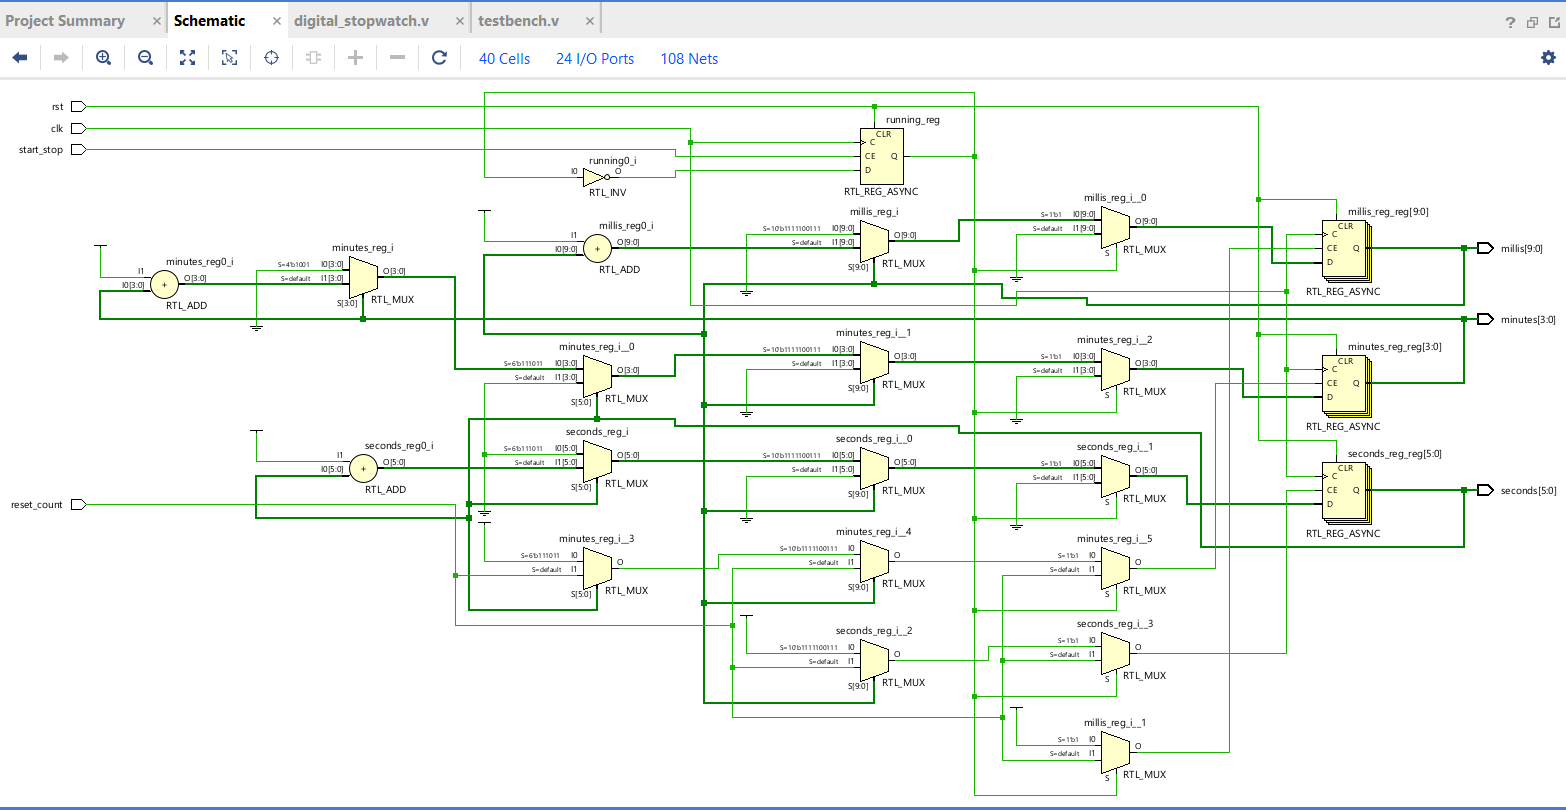 Project Summary × Schematic × digital_stopwatch.v × testbench.v ×
?
40 Cells 24 I/O Ports 108 Nets
rst
clk
start_stop
running_reg
CLR
C
CE Q
D
RTL_REG_ASYNC
running0_i
I0 O
RTL_INV
millis_reg0_i
I1
I0[9:0] O[9:0]
+
RTL_ADD
millis_reg_i
S=10'b1111100111 I0[9:0]
S=default I1[9:0]
O[9:0]
S[9:0]
RTL_MUX
millis_reg_i__0
S=1'b1 I0[9:0]
I1[9:0]
O[9:0]
S
RTL_MUX
millis_reg_reg[9:0]
CLR
C
CE Q
D
RTL_REG_ASYNC
millis[9:0]
minutes_reg0_i
I1
I0[3:0] O[3:0]
+
RTL_ADD
minutes_reg_i
S=4'b1001 I0[3:0]
S=default I1[3:0]
O[3:0]
S[3:0]
RTL_MUX
minutes[3:0]
minutes_reg_i__0
S=6'b111011 I0[3:0]
S=default I1[3:0]
O[3:0]
S[5:0]
RTL_MUX
minutes_reg_i__1
S=10'b1111100111 I0[3:0]
S=default I1[3:0]
O[3:0]
S[9:0]
RTL_MUX
minutes_reg_i__2
S=1'b1 I0[3:0]
S=default I1[3:0]
O[3:0]
S
RTL_MUX
minutes_reg_reg[3:0]
CLR
C
CE Q
D
RTL_REG_ASYNC
seconds_reg0_i
I1
I0[5:0] O[5:0]
+
RTL_ADD
seconds_reg_i
S=6'b111011 I0[5:0]
S=default I1[5:0]
O[5:0]
S[5:0]
RTL_MUX
seconds_reg_i__0
S=10'b1111100111 I0[5:0]
S=default I1[5:0]
O[5:0]
S[9:0]
RTL_MUX
seconds_reg_i__1
S=1'b1 I0[5:0]
S=default I1[5:0]
O[5:0]
S
RTL_MUX
seconds_reg_reg[5:0]
CLR
C
CE Q
D
RTL_REG_ASYNC
seconds[5:0]
reset_count
minutes_reg_i__3
S=6'b111011 I0
S=default I1
O
S[5:0]
RTL_MUX
minutes_reg_i__4
S=10'b1111100111 I0
S=default I1
O
S[9:0]
RTL_MUX
minutes_reg_i__5
S=1'b1 I0
S=default I1
O
S
RTL_MUX
seconds_reg_i__2
S=10'b1111100111 I0
S=default I1
O
S[9:0]
RTL_MUX
seconds_reg_i__3
S=1'b1 I0
S=default I1
O
S
RTL_MUX
millis_reg_i__1
S=1'b1 I0
S=default I1
O
S
RTL_MUX